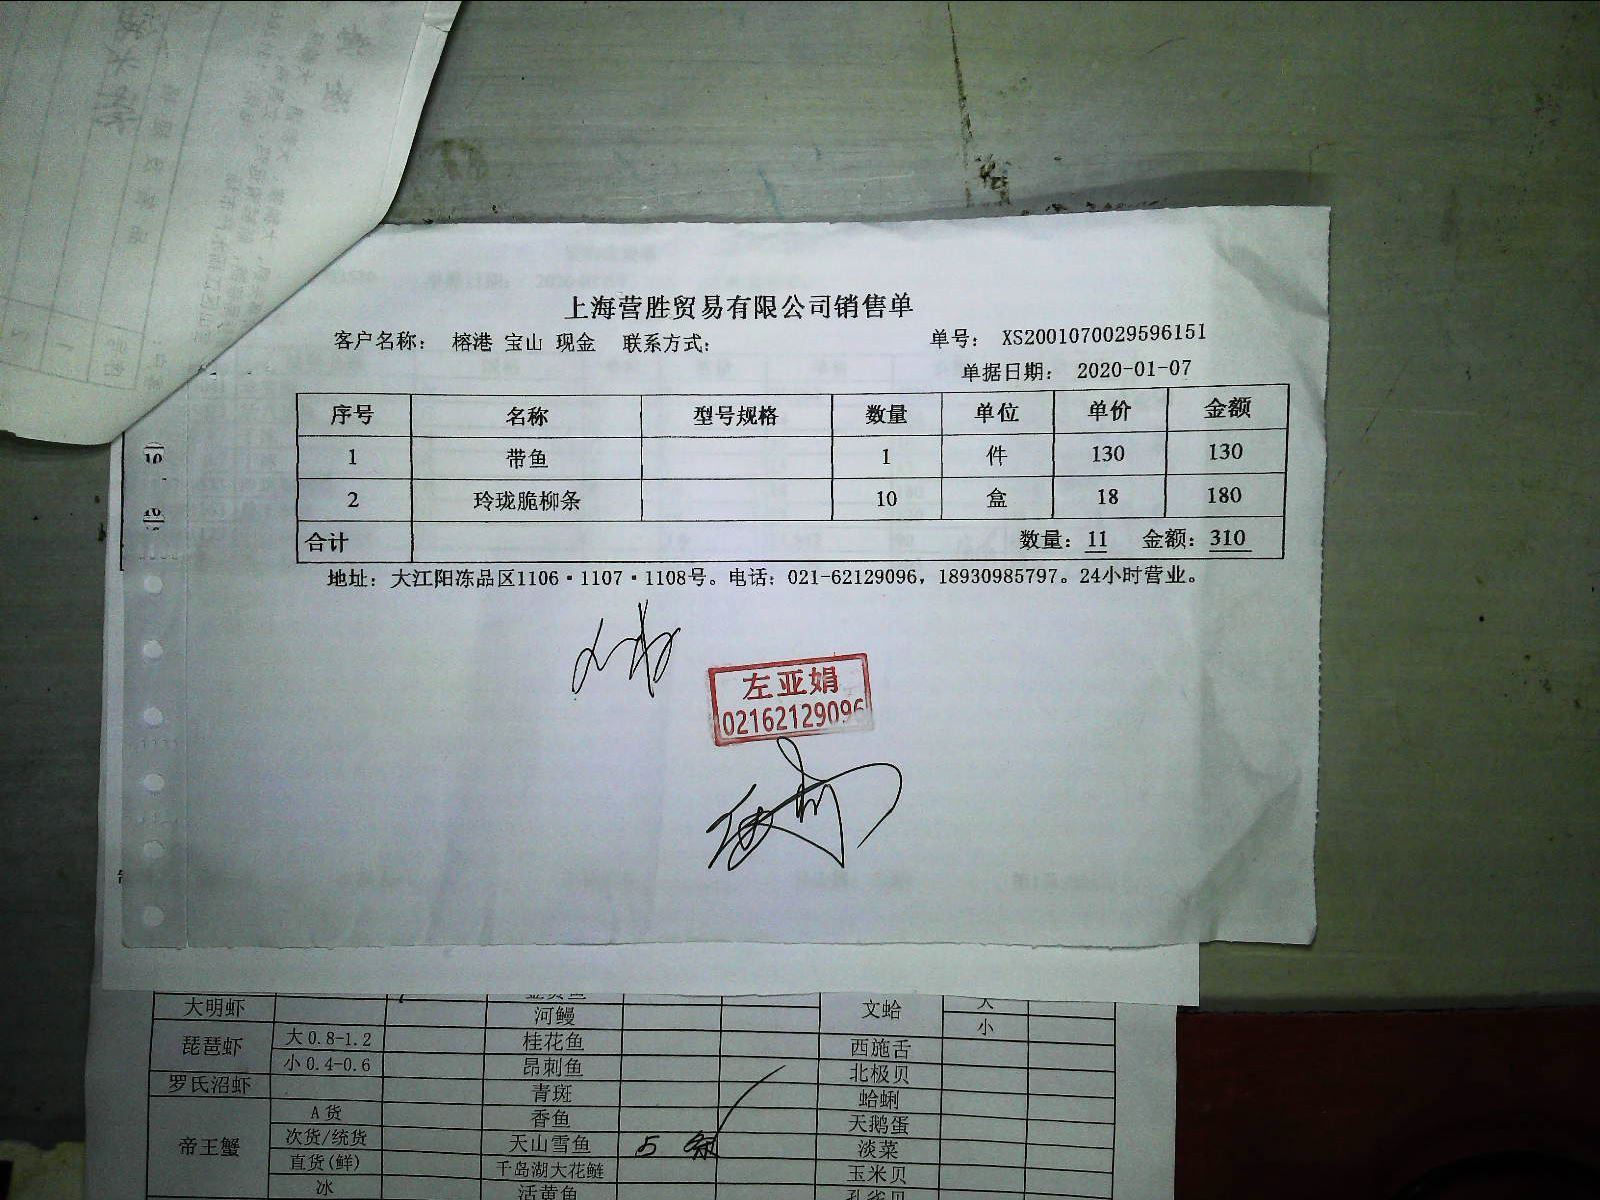 上海营胜贸易有限公司销售单
客户名称： 榕港 宝山 现金 联系方式： 单号： XS2001070029596151
单据日期： 2020-01-07
序号 名称 型号规格 数量 单位 单价 金额
1 带鱼 1 件 130 130
2 玲珑脆柳条 10 盒 18 180
合计 数量：11 金额：310
地址：大江阳冻品区1106·1107·1108号。电话：021-62129096，18930985797。24小时营业。
左亚娟
02162129096
大明虾 河鳗 文蛤 大
小
琵琶虾 大0.8-1.2 桂花鱼 西施舌
小0.4-0.6 昂刺鱼 北极贝
罗氏沼虾 青斑 蛤蜊
帝王蟹 A货 香鱼 天鹅蛋
次货/统货 天山雪鱼 5条 淡菜
直货(鲜) 千岛湖大花鲢 玉米贝
冰 活黄鱼